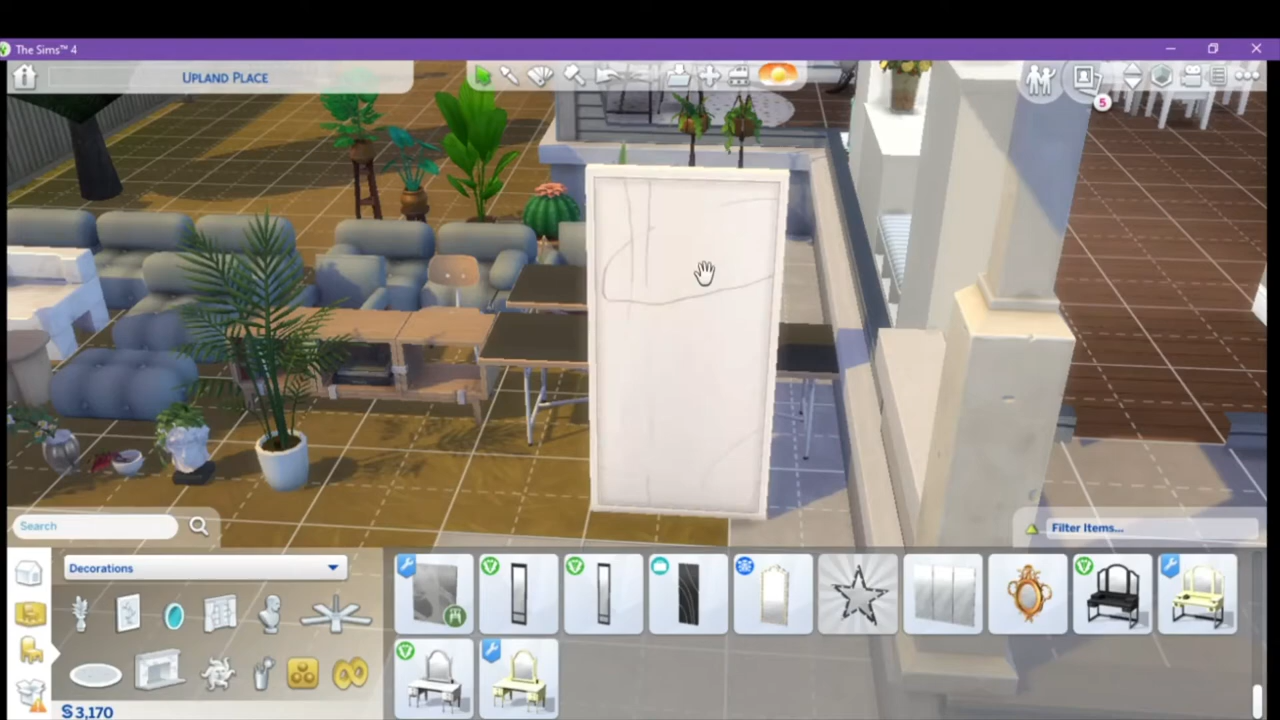 The Sims™ 4
UPLAND PLACE
5
Search
Filter Items...
Decorations
§3,170